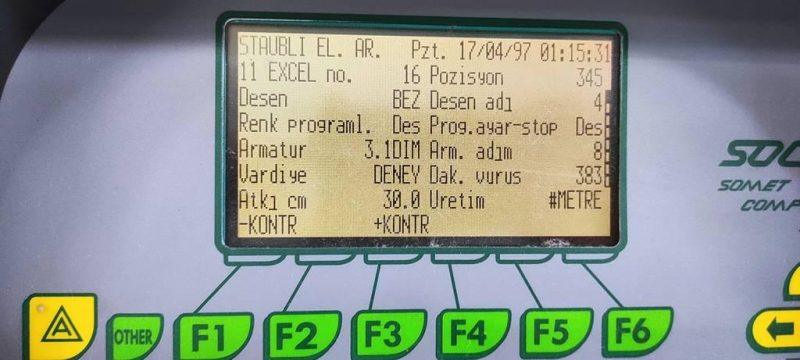 STAUBLI EL. AR. Pzt. 17/04/97 01:15:31
11 EXCEL no. 16 Pozisyon 345
Desen BEZ Desen adı 4
Renk programl. Des Prog.ayar-stop Des
Armatur 3.1DIM Arm. adım 8
Vardiye DENEY Dak. vurus 383
Atkı cm 30.0 Uretim #METRE
-KONTR +KONTR
SOMET
OTHER F1 F2 F3 F4 F5 F6